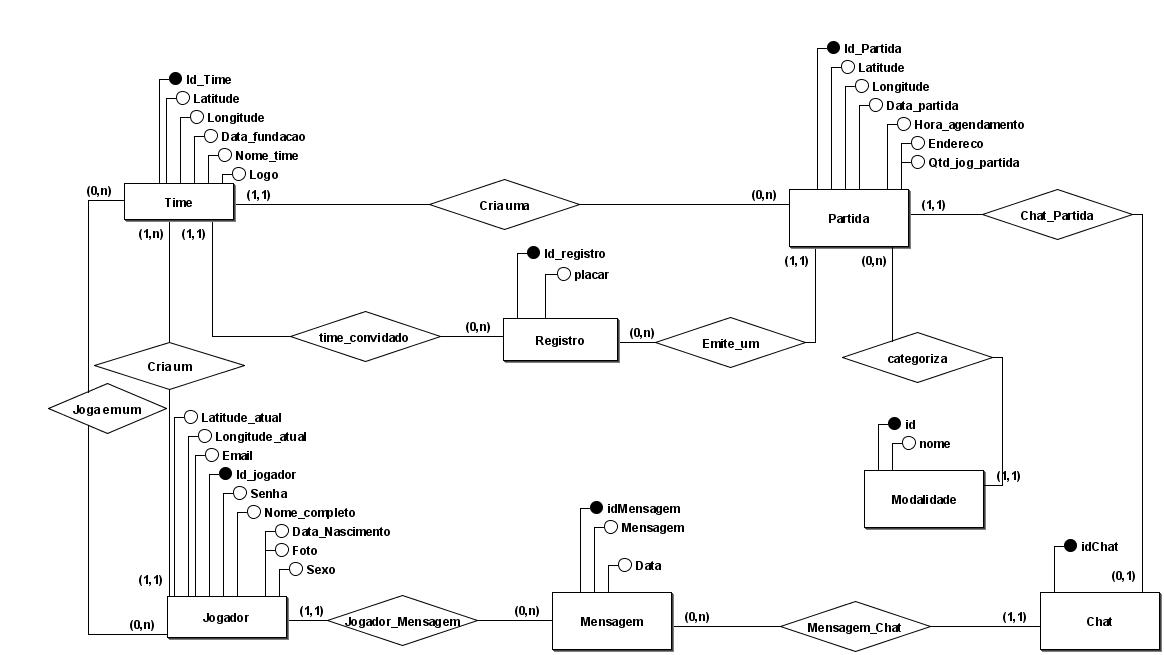 Id_Partida
Latitude
Longitude
Data_partida
Hora_agendamento
Endereco
Qtd_jog_partida
Id_Time
Latitude
Longitude
Data_fundacao
Nome_time
Logo
(0,n)
Time
(1,1)
Cria uma
(0,n)
Partida
(1,1)
Chat_Partida
(1,n)
(1,1)
(1,1)
(0,n)
Id_registro
placar
time_convidado
(0,n)
Registro
(0,n)
Emite_um
categoriza
Cria um
Joga em um
id
nome
(1,1)
Modalidade
Latitude_atual
Longitude_atual
Email
Id_jogador
Senha
Nome_completo
Data_Nascimento
Foto
Sexo
idMensagem
Mensagem
Data
idChat
(1,1)
(0,1)
(0,n)
Jogador
(1,1)
Jogador_Mensagem
(0,n)
Mensagem
(0,n)
Mensagem_Chat
(1,1)
Chat